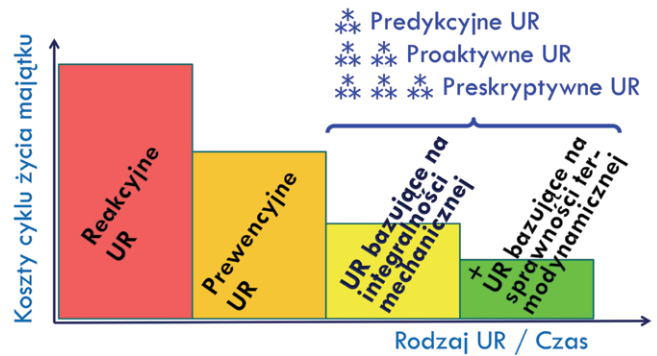 ⁂ Predykcyjne UR
⁂ ⁂ Proaktywne UR
⁂ ⁂ ⁂ Preskryptywne UR
Koszty cyklu życia majątku
Reakcyjne
UR
Prewencyjne
UR
UR bazujące na
integralności
mechanicznej
+
UR bazujące na
sprawności ter-
modynamicznej
Rodzaj UR / Czas